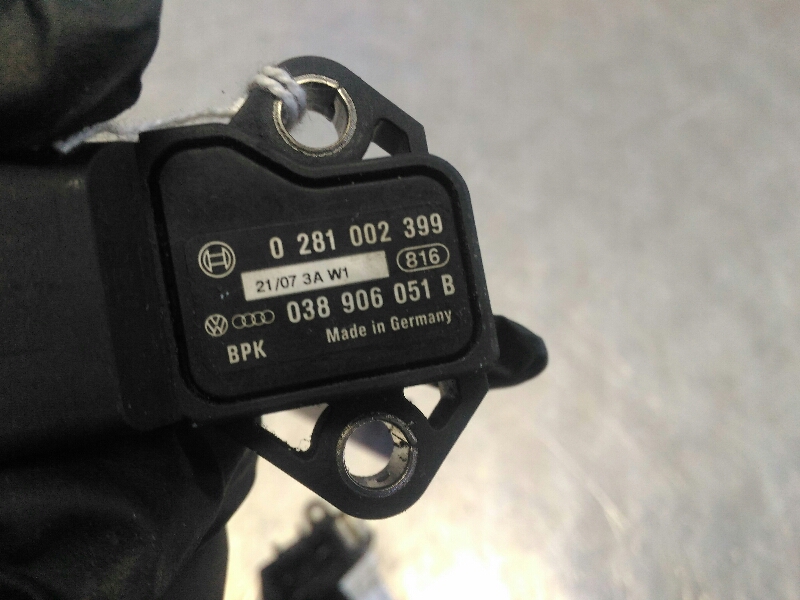 0 281 002 399
21/07 3A W1
816
038 906 051 B
Made in Germany
BPK